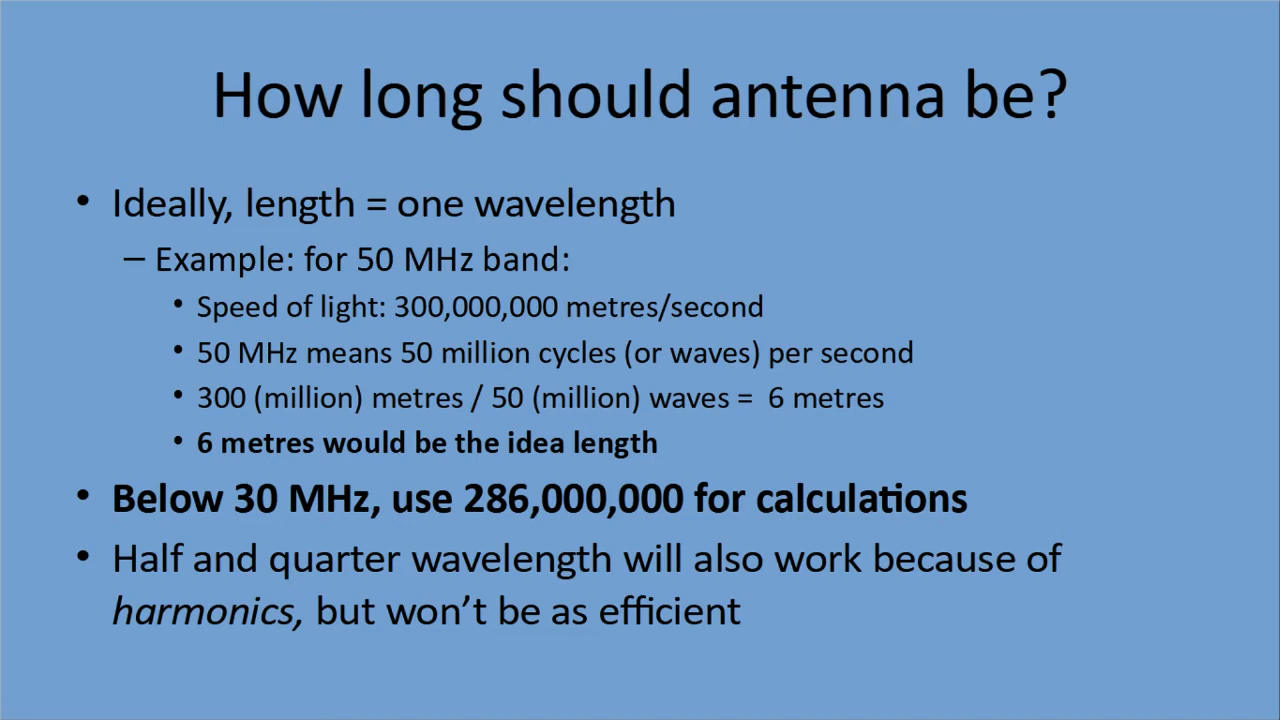 How long should antenna be?
• Ideally, length = one wavelength
– Example: for 50 MHz band:
• Speed of light: 300,000,000 metres/second
• 50 MHz means 50 million cycles (or waves) per second
• 300 (million) metres / 50 (million) waves =  6 metres
• 6 metres would be the idea length
• Below 30 MHz, use 286,000,000 for calculations
• Half and quarter wavelength will also work because of
harmonics, but won’t be as efficient